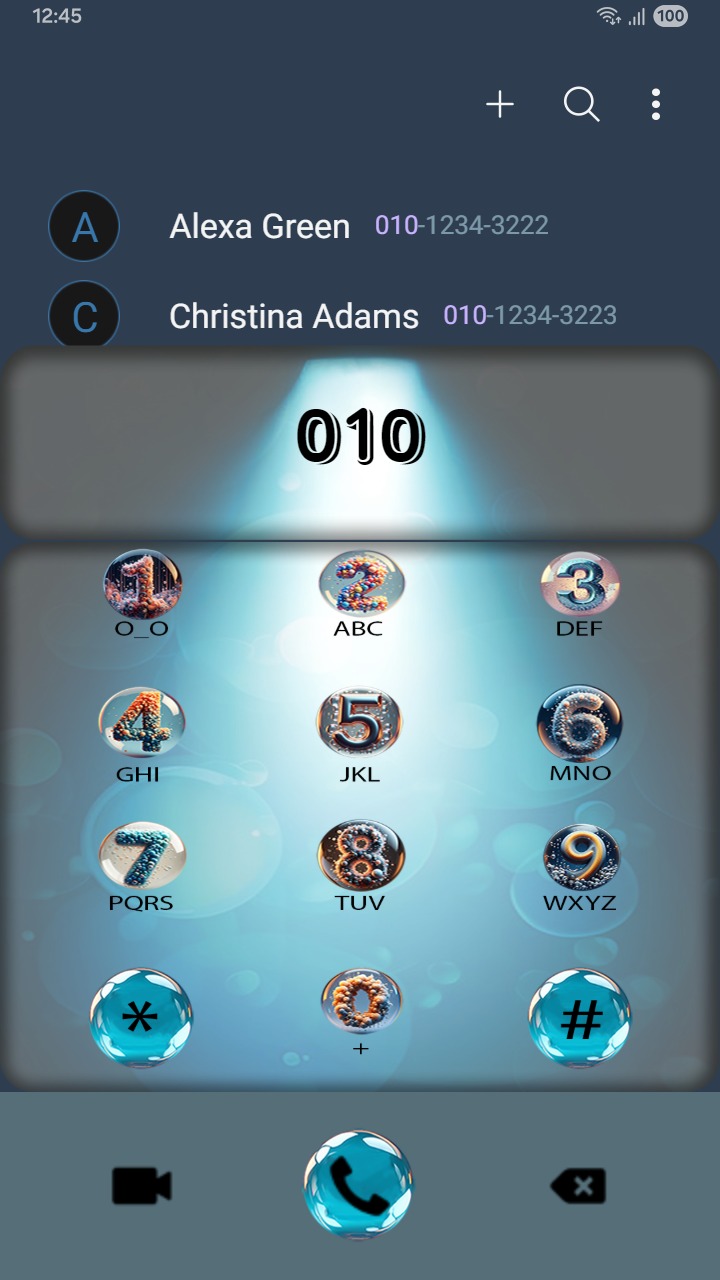 12:45 100
A Alexa Green 010-1234-3222
C Christina Adams 010-1234-3223
010
1 2 3
O_O ABC DEF
4 5 6
GHI JKL MNO
7 8 9
PQRS TUV WXYZ
* 0 #
+